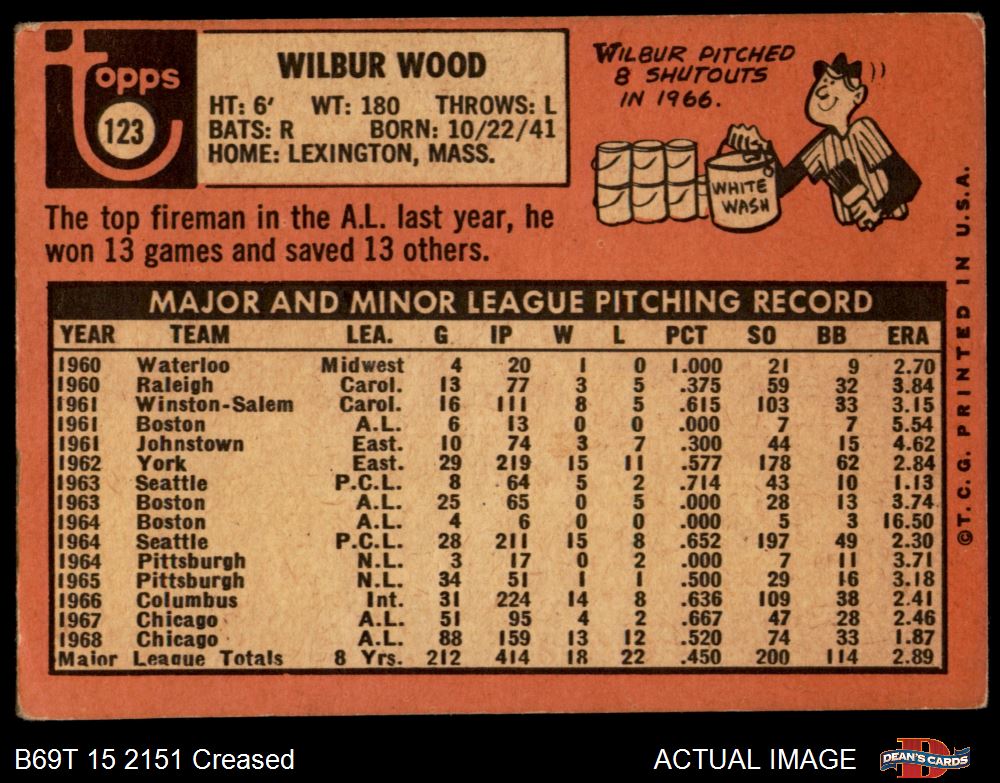 topps
123
WILBUR WOOD
HT: 6' WT: 180 THROWS: L
BATS: R BORN: 10/22/41
HOME: LEXINGTON, MASS.
WILBUR PITCHED
8 SHUTOUTS
IN 1966.
WHITE
WASH
The top fireman in the A.L. last year, he
won 13 games and saved 13 others.
MAJOR AND MINOR LEAGUE PITCHING RECORD
YEAR TEAM LEA. G IP W L PCT SO BB ERA
1960 Waterloo Midwest 4 20 1 0 1.000 21 9 2.70
1960 Raleigh Carol. 13 77 3 5 .375 59 32 3.84
1961 Winston-Salem Carol. 16 111 8 5 .615 103 33 3.15
1961 Boston A.L. 6 13 0 0 .000 7 7 5.54
1961 Johnstown East. 10 74 3 7 .300 44 15 4.62
1962 York East. 29 219 15 11 .577 178 62 2.84
1963 Seattle P.C.L. 8 64 5 2 .714 43 10 1.13
1963 Boston A.L. 25 65 0 5 .000 28 13 3.74
1964 Boston A.L. 4 6 0 0 .000 5 3 16.50
1964 Seattle P.C.L. 28 211 15 8 .652 197 49 2.30
1964 Pittsburgh N.L. 3 17 0 2 .000 7 11 3.71
1965 Pittsburgh N.L. 34 51 1 1 .500 29 16 3.18
1966 Columbus Int. 31 224 14 8 .636 109 38 2.41
1967 Chicago A.L. 51 95 4 2 .667 47 28 2.46
1968 Chicago A.L. 88 159 13 12 .520 74 33 1.87
Major League Totals 8 Yrs. 212 414 18 22 .450 200 114 2.89
©T.C.G. PRINTED IN U.S.A.
B69T 15 2151 Creased
ACTUAL IMAGE
D
DEAN'S CARDS